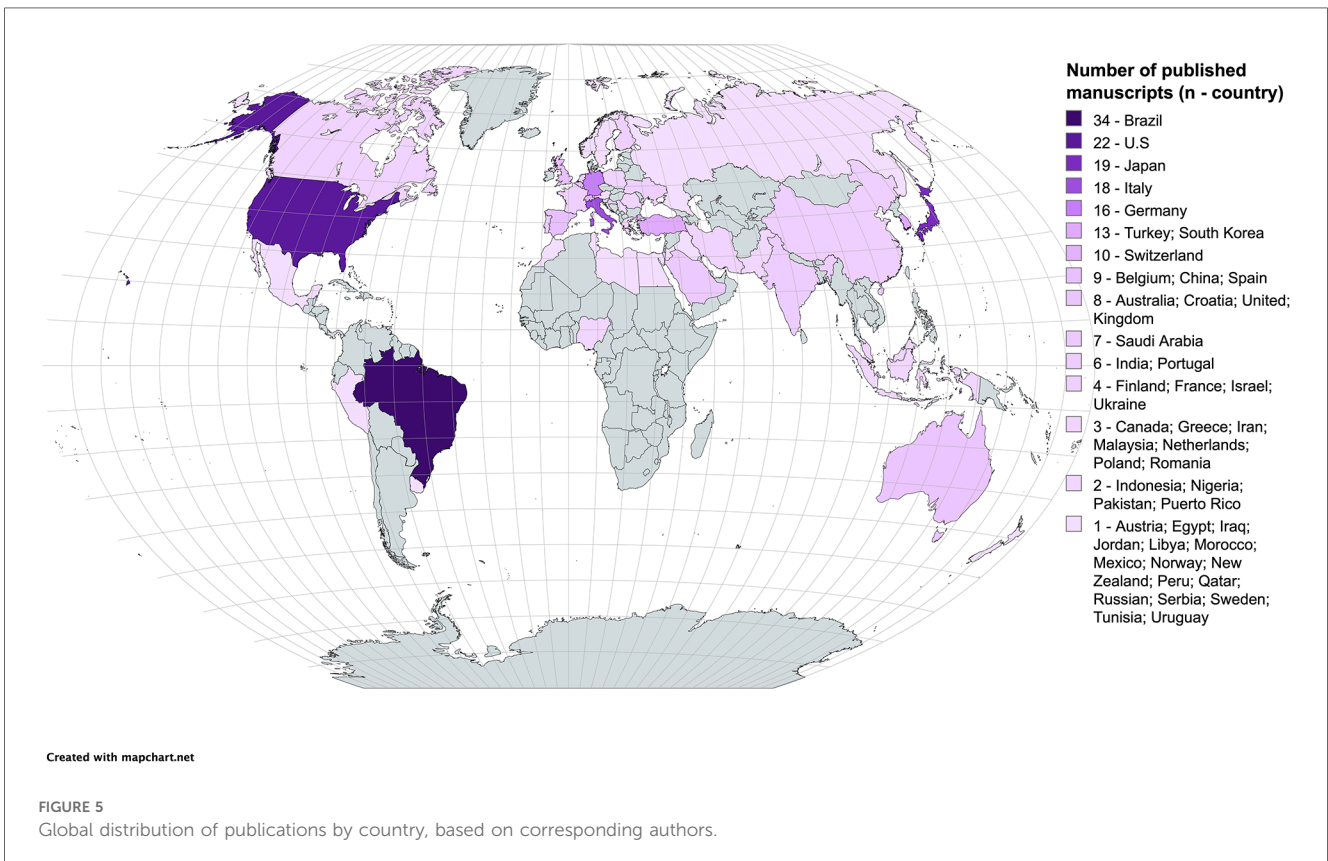 Number of published
manuscripts (n - country)
34 - Brazil
22 - U.S
19 - Japan
18 - Italy
16 - Germany
13 - Turkey; South Korea
10 - Switzerland
9 - Belgium; China; Spain
8 - Australia; Croatia; United;
Kingdom
7 - Saudi Arabia
6 - India; Portugal
4 - Finland; France; Israel;
Ukraine
3 - Canada; Greece; Iran;
Malaysia; Netherlands;
Poland; Romania
2 - Indonesia; Nigeria;
Pakistan; Puerto Rico
1 - Austria; Egypt; Iraq;
Jordan; Libya; Morocco;
Mexico; Norway; New
Zealand; Peru; Qatar;
Russian; Serbia; Sweden;
Tunisia; Uruguay
Created with mapchart.net
FIGURE 5
Global distribution of publications by country, based on corresponding authors.